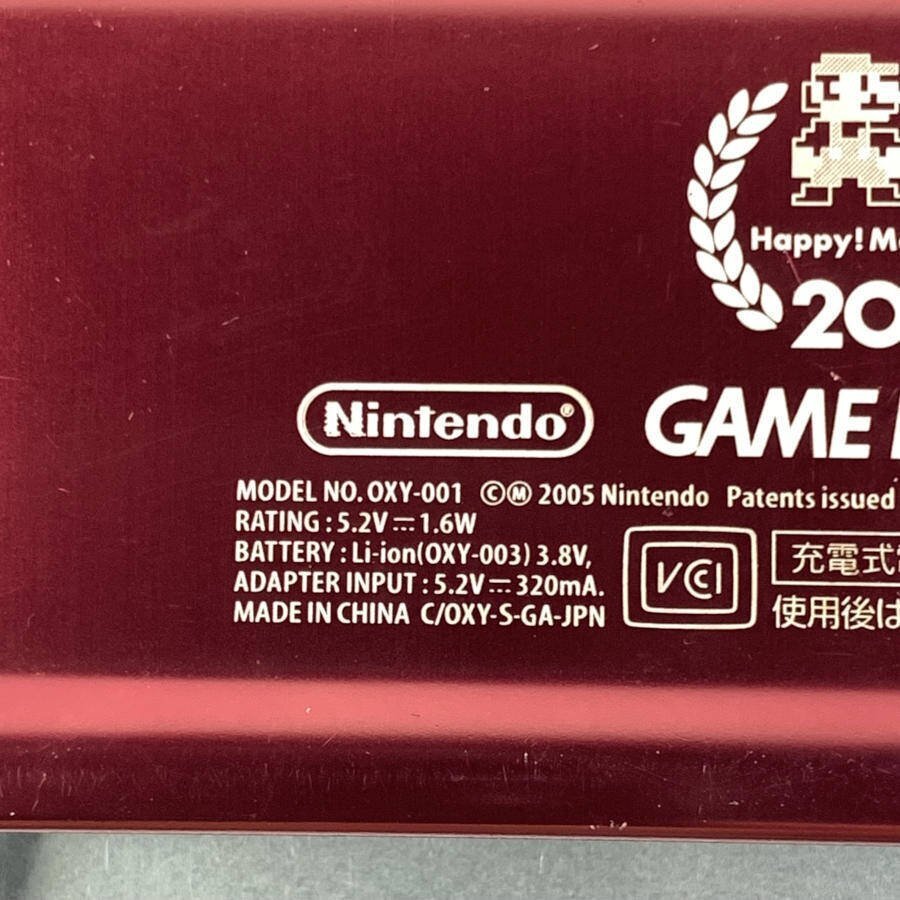 Happy! M
20
Nintendo®
GAME
MODEL NO. OXY-001 ©Ⓜ 2005 Nintendo Patents issued
RATING : 5.2V⎓1.6W
BATTERY : Li-ion(OXY-003) 3.8V,
ADAPTER INPUT : 5.2V⎓320mA.
MADE IN CHINA C/OXY-S-GA-JPN
VCCI
充電式
使用後は